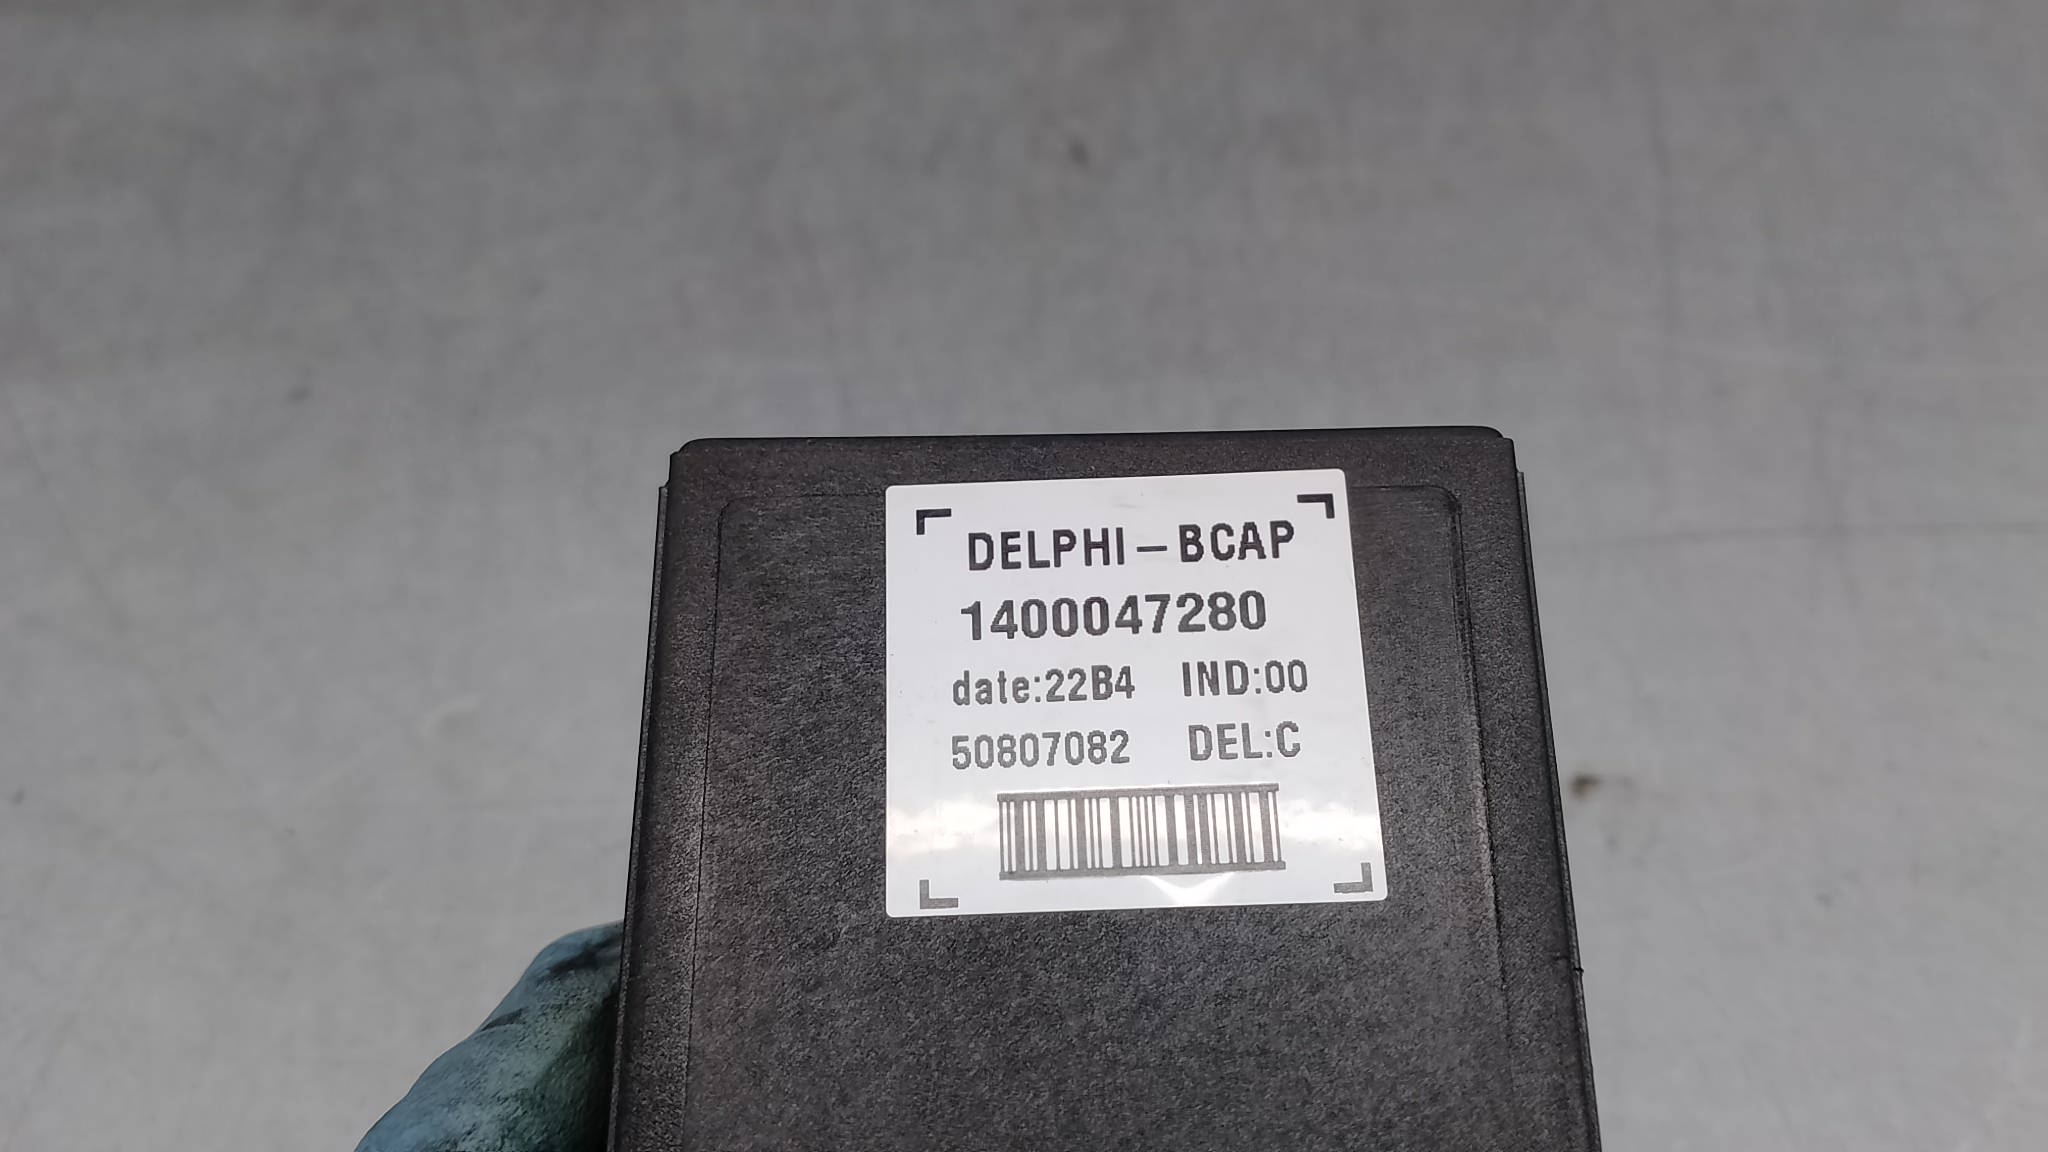 DELPHI-BCAP
1400047280
date:22B4 IND:00
50807082 DEL:C